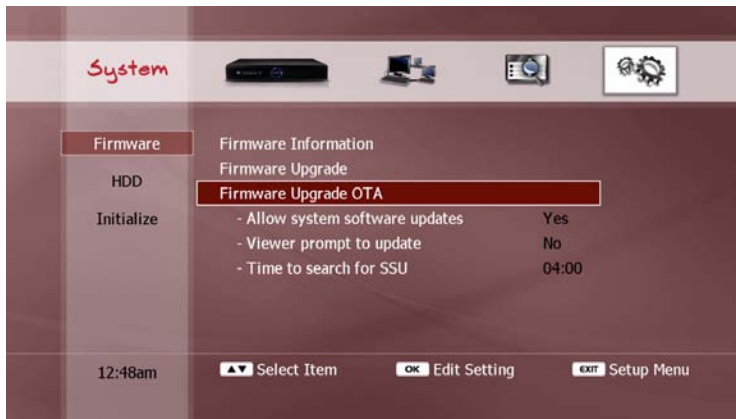 System
Firmware
HDD
Initialize
Firmware Information
Firmware Upgrade
Firmware Upgrade OTA
- Allow system software updates Yes
- Viewer prompt to update No
- Time to search for SSU 04:00
12:48am
▲▼ Select Item OK Edit Setting EXIT Setup Menu